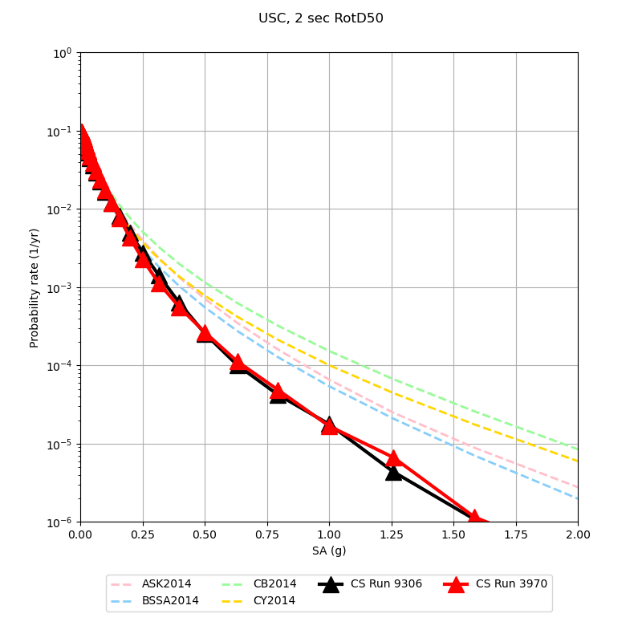 USC, 2 sec RotD50
Probability rate (1/yr)
10⁰
10⁻¹
10⁻²
10⁻³
10⁻⁴
10⁻⁵
10⁻⁶
0.00 0.25 0.50 0.75 1.00 1.25 1.50 1.75 2.00
SA (g)
ASK2014 CB2014 CS Run 9306 CS Run 3970
BSSA2014 CY2014